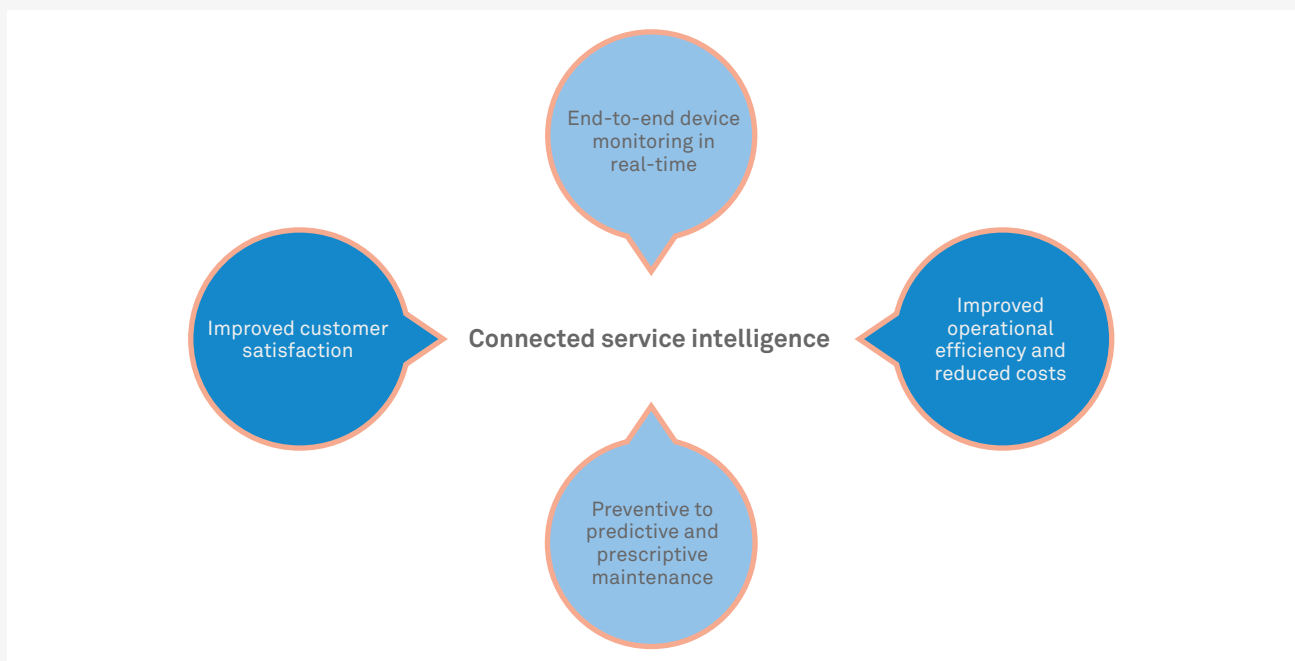 End-to-end device
monitoring in
real-time
Improved customer
satisfaction
Connected service intelligence
Improved
operational
efficiency and
reduced costs
Preventive to
predictive and
prescriptive
maintenance